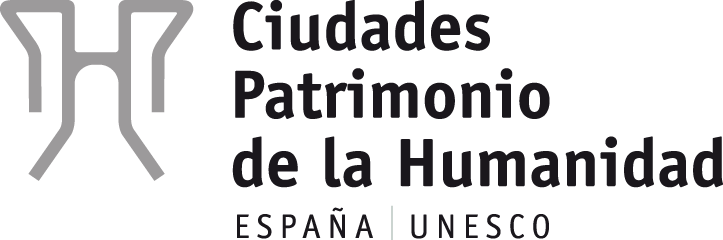 Ciudades
Patrimonio
de la Humanidad
ESPAÑA | UNESCO